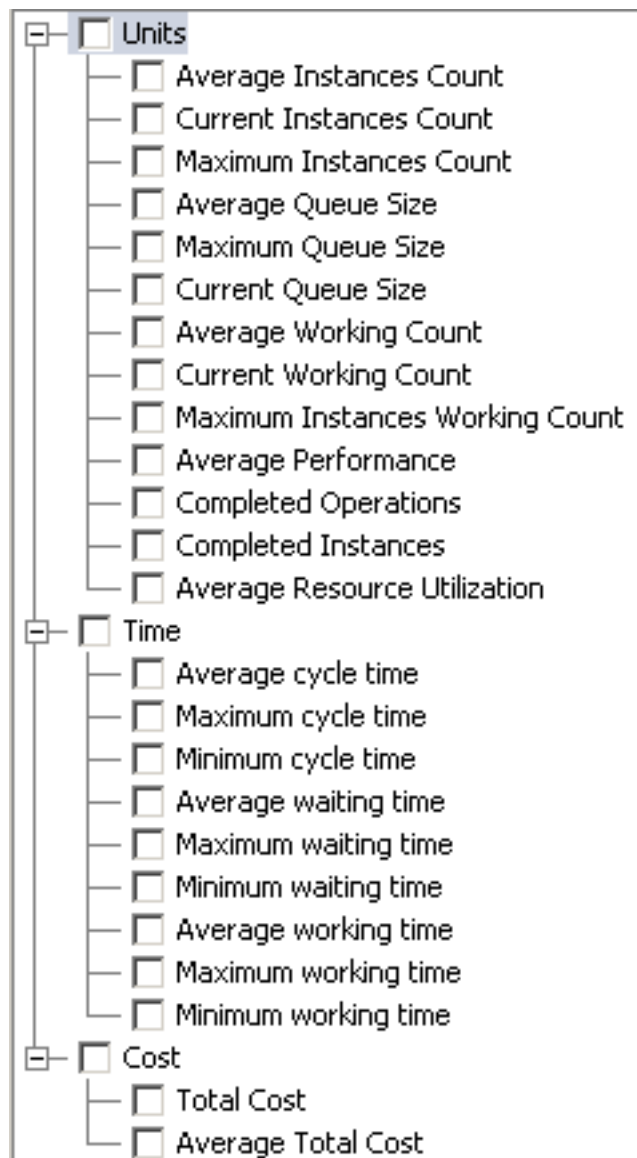 Units
Average Instances Count
Current Instances Count
Maximum Instances Count
Average Queue Size
Maximum Queue Size
Current Queue Size
Average Working Count
Current Working Count
Maximum Instances Working Count
Average Performance
Completed Operations
Completed Instances
Average Resource Utilization
Time
Average cycle time
Maximum cycle time
Minimum cycle time
Average waiting time
Maximum waiting time
Minimum waiting time
Average working time
Maximum working time
Minimum working time
Cost
Total Cost
Average Total Cost